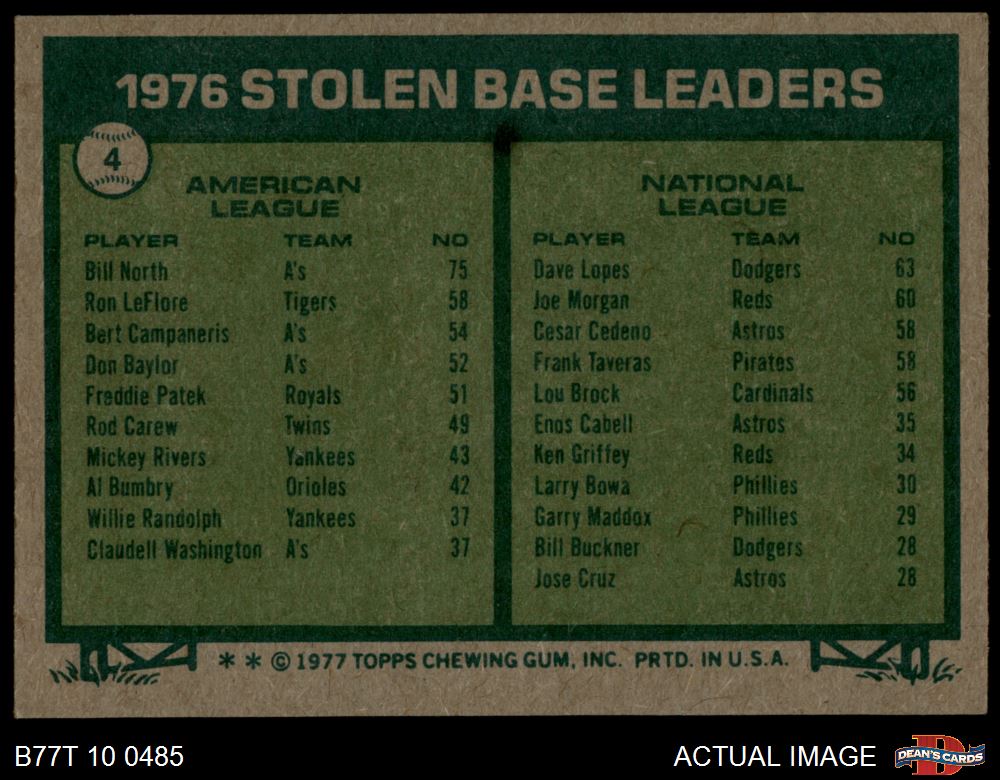 1976 STOLEN BASE LEADERS
4
AMERICAN
LEAGUE
PLAYER TEAM NO
Bill North A's 75
Ron LeFlore Tigers 58
Bert Campaneris A's 54
Don Baylor A's 52
Freddie Patek Royals 51
Rod Carew Twins 49
Mickey Rivers Yankees 43
Al Bumbry Orioles 42
Willie Randolph Yankees 37
Claudell Washington A's 37
NATIONAL
LEAGUE
PLAYER TEAM NO
Dave Lopes Dodgers 63
Joe Morgan Reds 60
Cesar Cedeno Astros 58
Frank Taveras Pirates 58
Lou Brock Cardinals 56
Enos Cabell Astros 35
Ken Griffey Reds 34
Larry Bowa Phillies 30
Garry Maddox Phillies 29
Bill Buckner Dodgers 28
Jose Cruz Astros 28
* * © 1977 TOPPS CHEWING GUM, INC. PRTD. IN U.S.A.
B77T 10 0485
ACTUAL IMAGE
D
DEAN'S CARDS